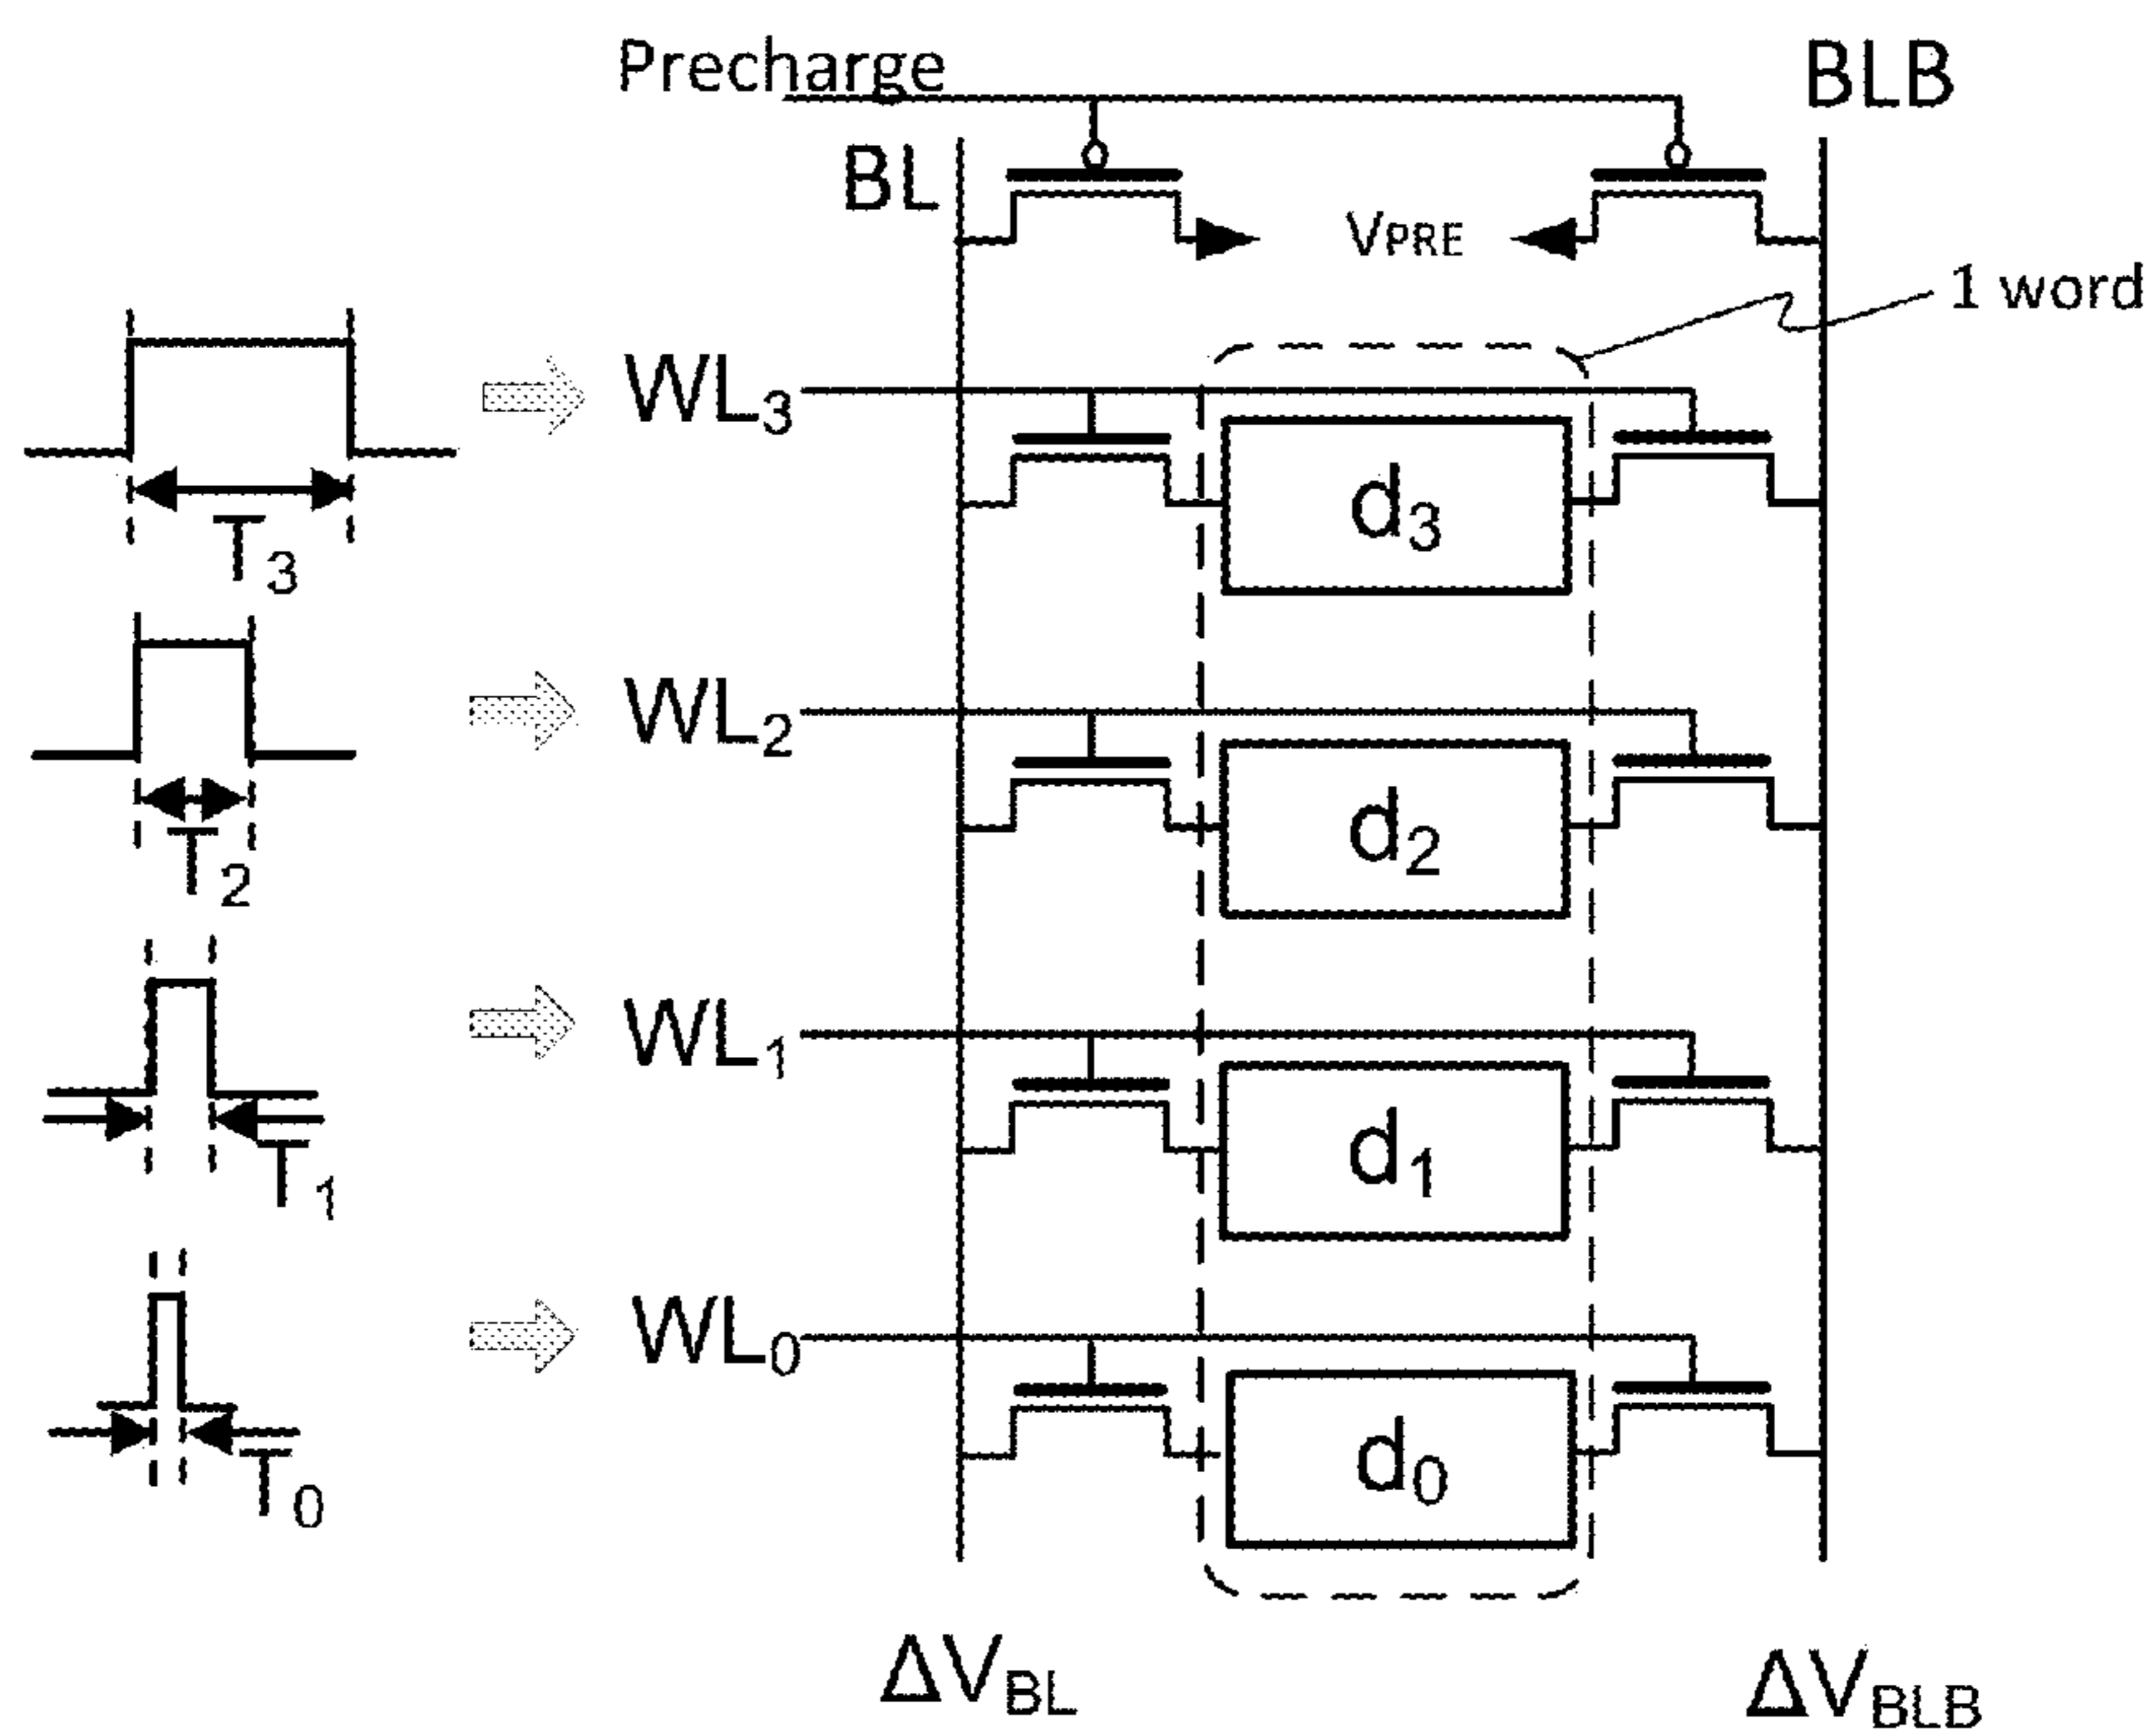 Precharge
BLB
BL
VPRE
1 word
WL3
d3
T3
WL2
d2
T2
WL1
d1
T1
WL0
d0
T0
ΔVBL
ΔVBLB